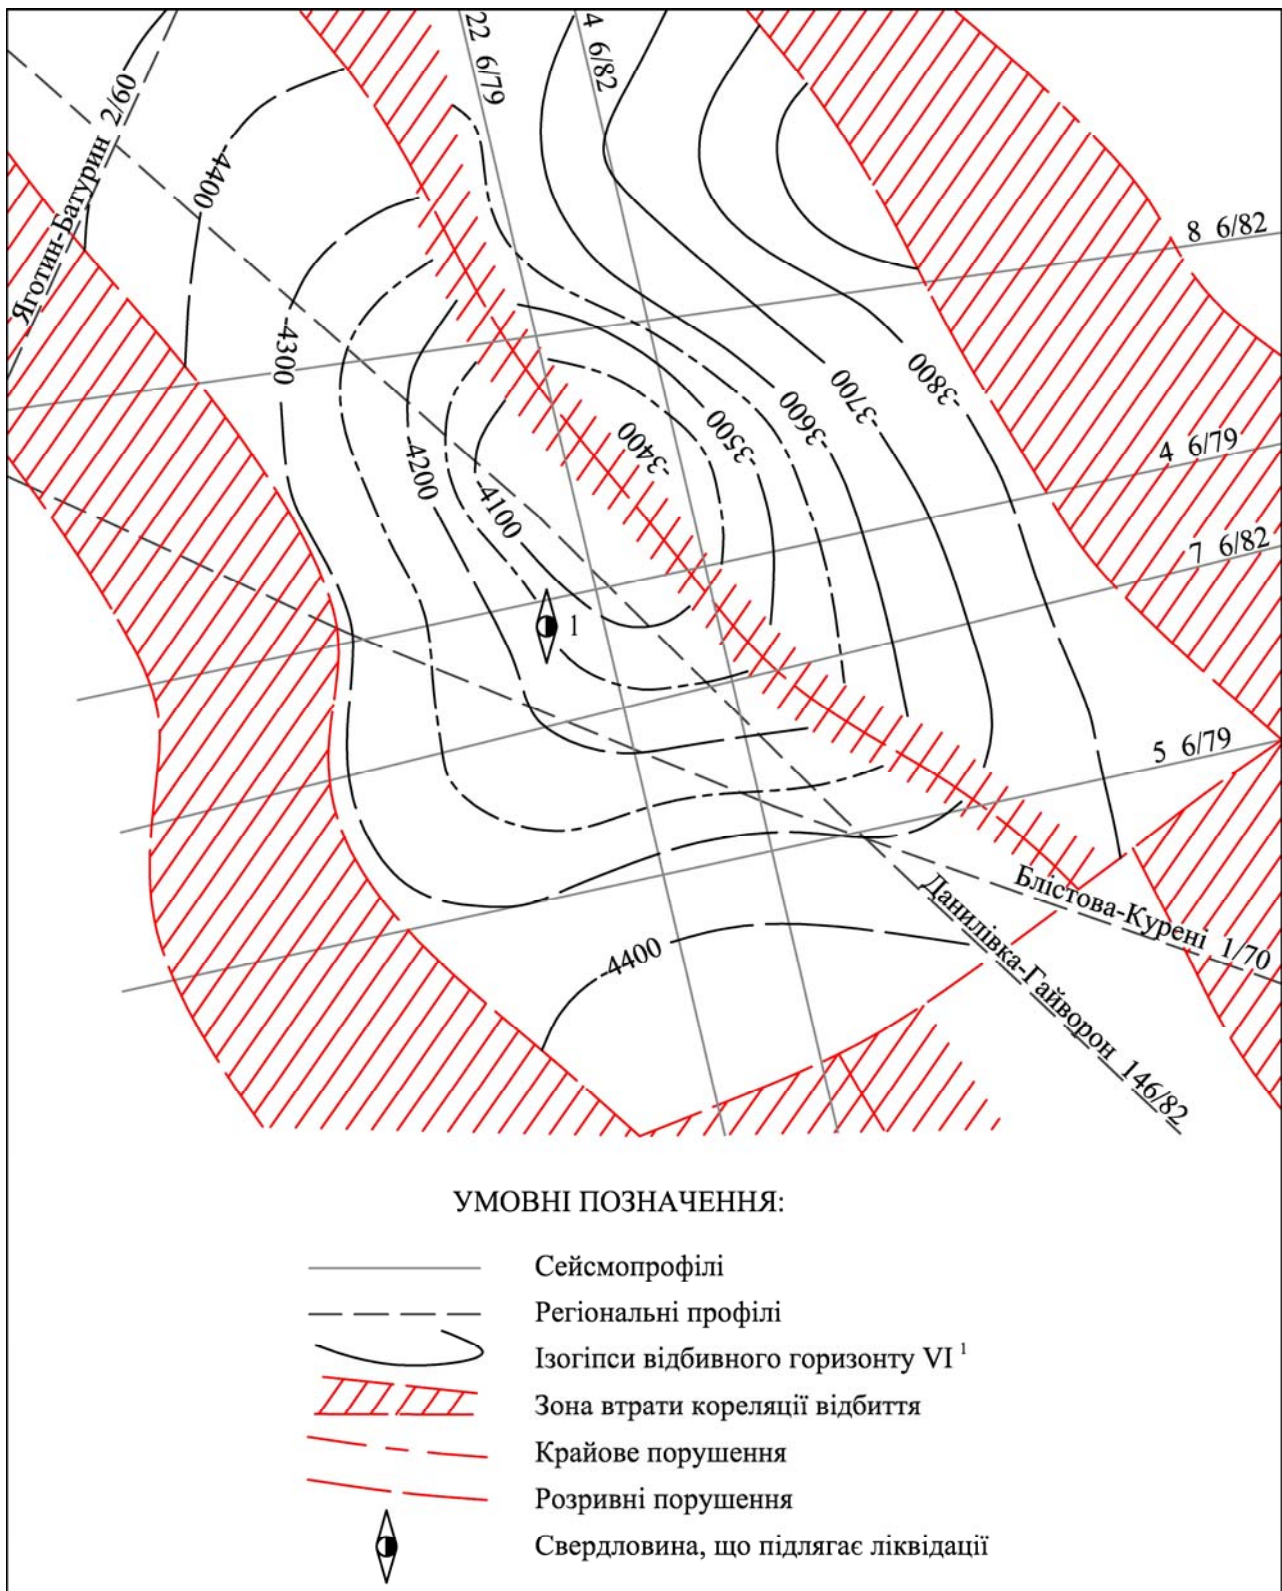 22 6/79
4 6/82
Яготин-Батурин 2/60
4400
8 6/82
4300
-3800
-3700
-3600
-3500
-3400
4200
4100
4 6/79
7 6/82
1
5 6/79
Блістова-Курені 1/70
Данилівка-Гайворон 146/82
-4400
УМОВНІ ПОЗНАЧЕННЯ:
Сейсмопрофілі
Регіональні профілі
Ізогіпси відбивного горизонту VI ¹
Зона втрати кореляції відбиття
Крайове порушення
Розривні порушення
Свердловина, що підлягає ліквідації